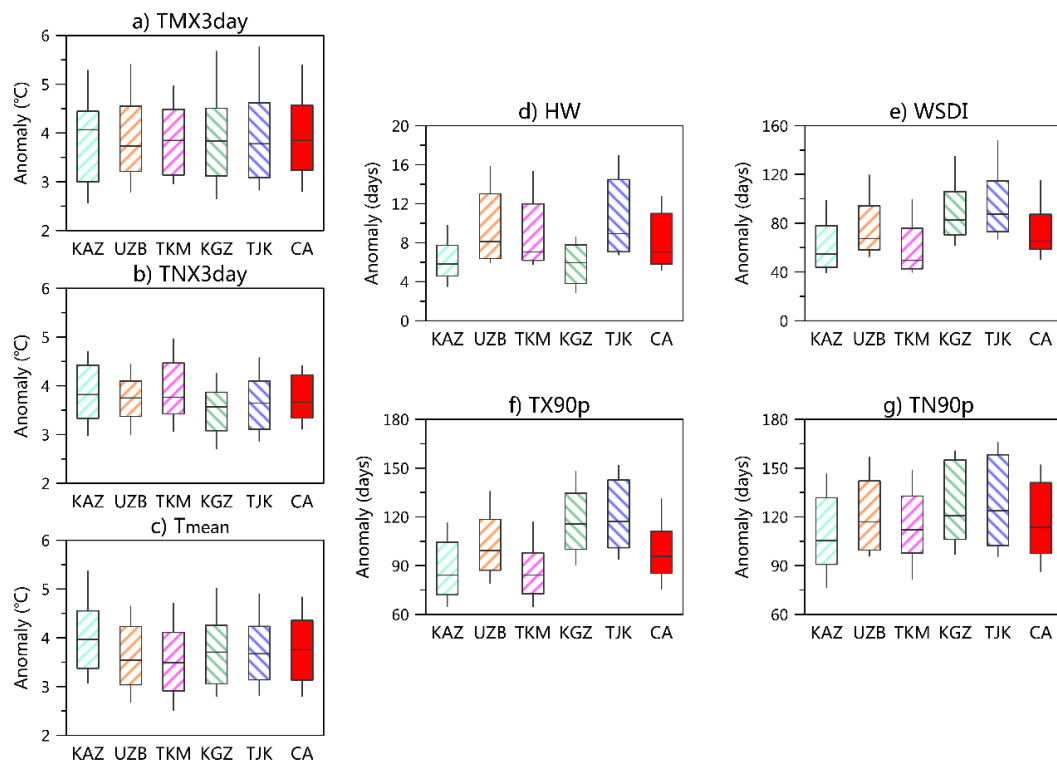 a) TMX3day
Anomaly (℃)
6
5
4
3
2
KAZ UZB TKM KGZ TJK CA
b) TNX3day
Anomaly (℃)
6
5
4
3
2
KAZ UZB TKM KGZ TJK CA
c) Tmean
Anomaly (℃)
6
5
4
3
2
KAZ UZB TKM KGZ TJK CA
d) HW
Anomaly (days)
20
16
12
8
4
0
KAZ UZB TKM KGZ TJK CA
e) WSDI
Anomaly (days)
160
120
80
40
0
KAZ UZB TKM KGZ TJK CA
f) TX90p
Anomaly (days)
180
150
120
90
60
KAZ UZB TKM KGZ TJK CA
g) TN90p
Anomaly (days)
180
150
120
90
60
KAZ UZB TKM KGZ TJK CA